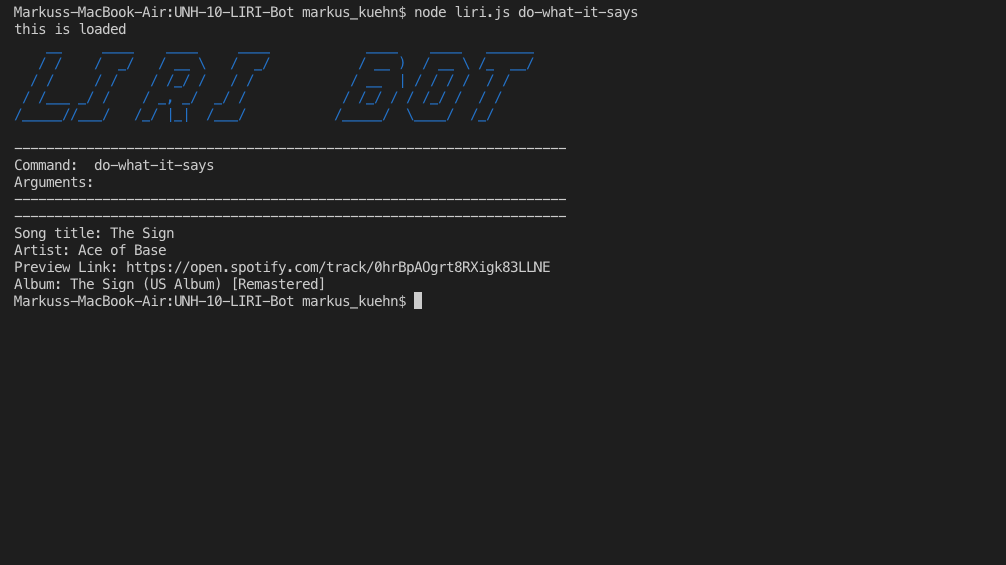 Markuss-MacBook-Air:UNH-10-LIRI-Bot markus_kuehn$ node liri.js do-what-it-says
this is loaded
LIRI BOT
---------------------------------------------------------------------
Command:  do-what-it-says
Arguments:
---------------------------------------------------------------------
---------------------------------------------------------------------
Song title: The Sign
Artist: Ace of Base
Preview Link: https://open.spotify.com/track/0hrBpAOgrt8RXigk83LLNE
Album: The Sign (US Album) [Remastered]
Markuss-MacBook-Air:UNH-10-LIRI-Bot markus_kuehn$